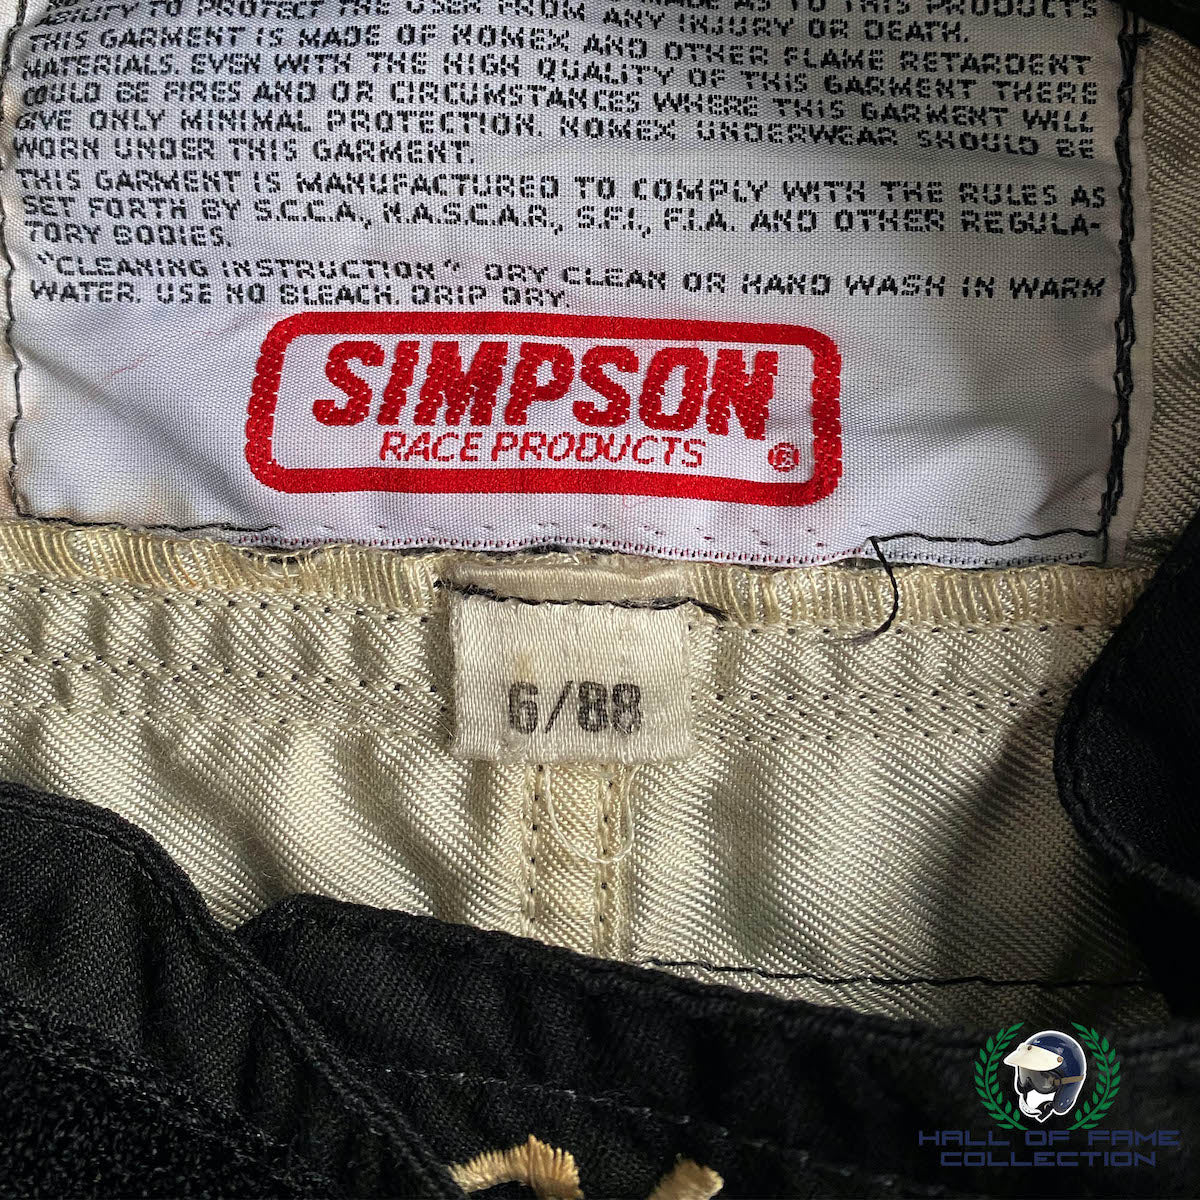 ABILITY TO PROTECT THE USER FROM ANY INJURY OR DEATH.
THIS GARMENT IS MADE OF NOMEX AND OTHER FLAME RETARDENT
MATERIALS. EVEN WITH THE HIGH QUALITY OF THIS GARMENT THERE
COULD BE FIRES AND OR CIRCUMSTANCES WHERE THIS GARMENT WILL
GIVE ONLY MINIMAL PROTECTION. NOMEX UNDERWEAR SHOULD BE
WORN UNDER THIS GARMENT.
THIS GARMENT IS MANUFACTURED TO COMPLY WITH THE RULES AS
SET FORTH BY S.C.C.A., N.A.S.C.A.R., S.F.I., F.I.A. AND OTHER REGULA-
TORY BODIES.
"CLEANING INSTRUCTION" DRY CLEAN OR HAND WASH IN WARM
WATER. USE NO BLEACH. DRIP DRY.
SIMPSON
RACE PRODUCTS ®
6/88
HALL OF FAME
COLLECTION